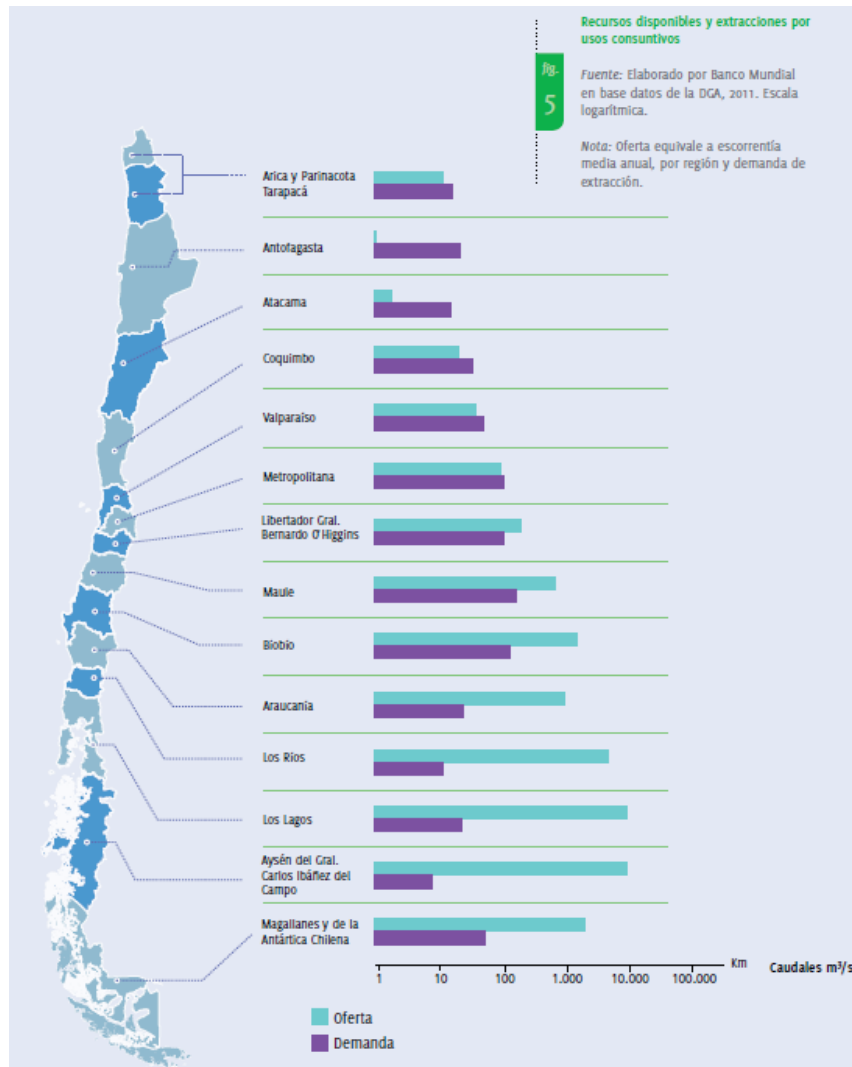 Recursos disponibles y extracciones por
usos consuntivos
fig.
5
Fuente: Elaborado por Banco Mundial
en base datos de la DGA, 2011. Escala
logarítmica.
Nota: Oferta equivale a escorrentía
media anual, por región y demanda de
extracción.
Arica y Parinacota
Tarapacá
Antofagasta
Atacama
Coquimbo
Valparaíso
Metropolitana
Libertador Gral.
Bernardo O'Higgins
Maule
Biobío
Araucanía
Los Ríos
Los Lagos
Aysén del Gral.
Carlos Ibáñez del
Campo
Magallanes y de la
Antártica Chilena
1 10 100 1.000 10.000 100.000 Km Caudales m³/s
Oferta
Demanda